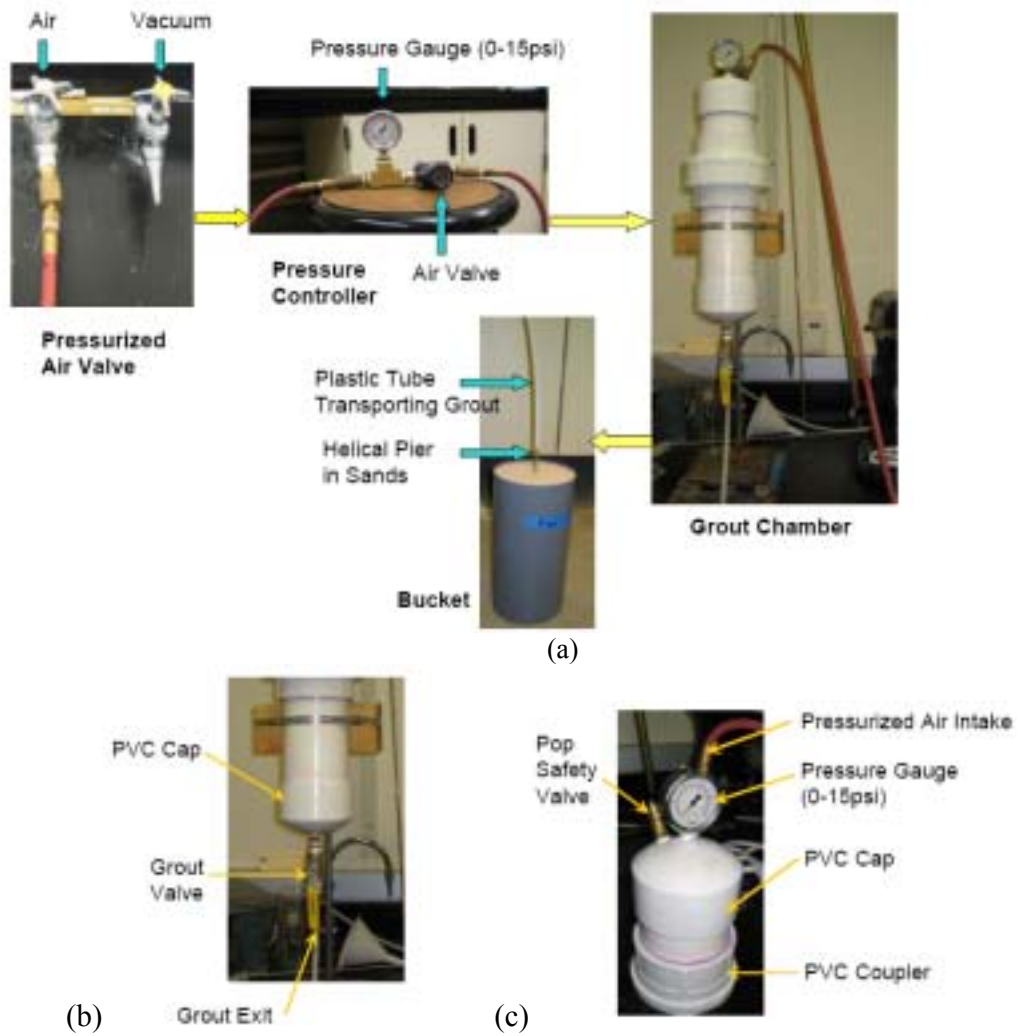 Air
Vacuum
Pressure Gauge (0-15psi)
Pressurized
Air Valve
Pressure
Controller
Air Valve
Plastic Tube
Transporting Grout
Helical Pier
in Sands
Bucket
Grout Chamber
(a)
PVC Cap
Grout
Valve
Grout Exit
(b)
Pop
Safety
Valve
Pressurized Air Intake
Pressure Gauge
(0-15psi)
PVC Cap
PVC Coupler
(c)